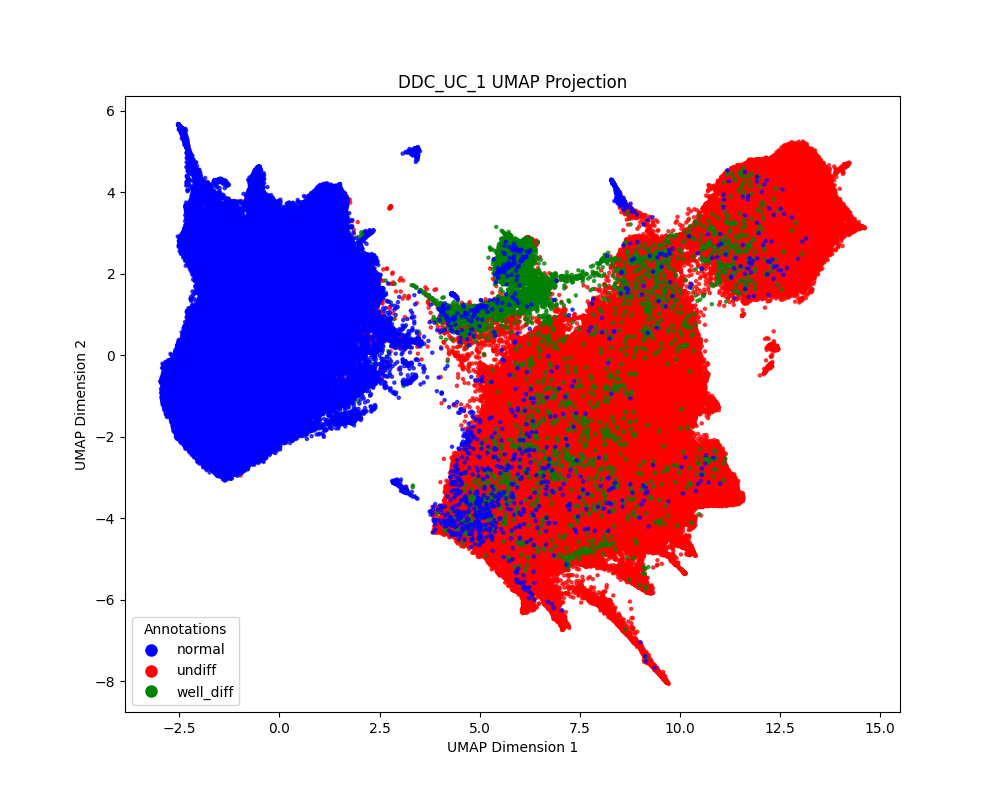 DDC_UC_1 UMAP Projection
6
4
2
0
−2
−4
−6
−8
UMAP Dimension 2
Annotations
normal
undiff
well_diff
−2.5 0.0 2.5 5.0 7.5 10.0 12.5 15.0
UMAP Dimension 1